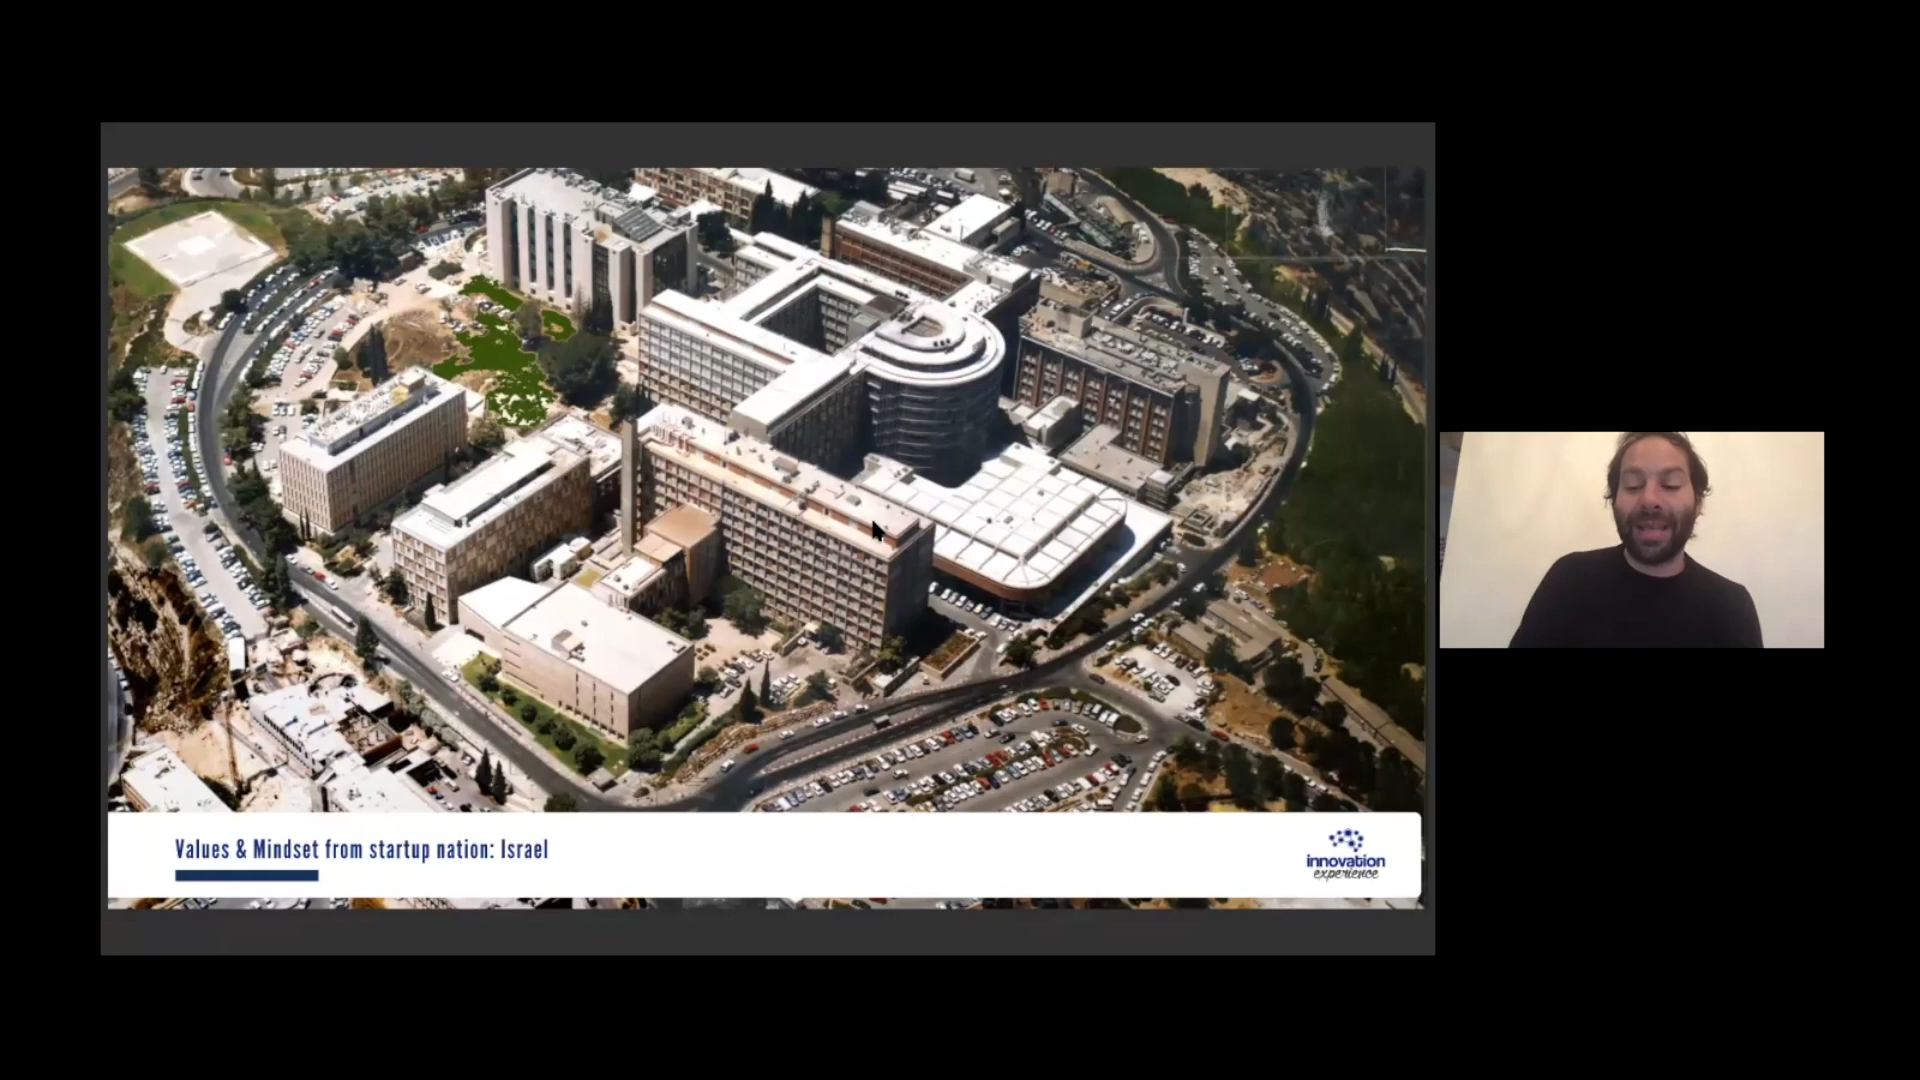 Values & Mindset from startup nation: Israel
innovation
experience